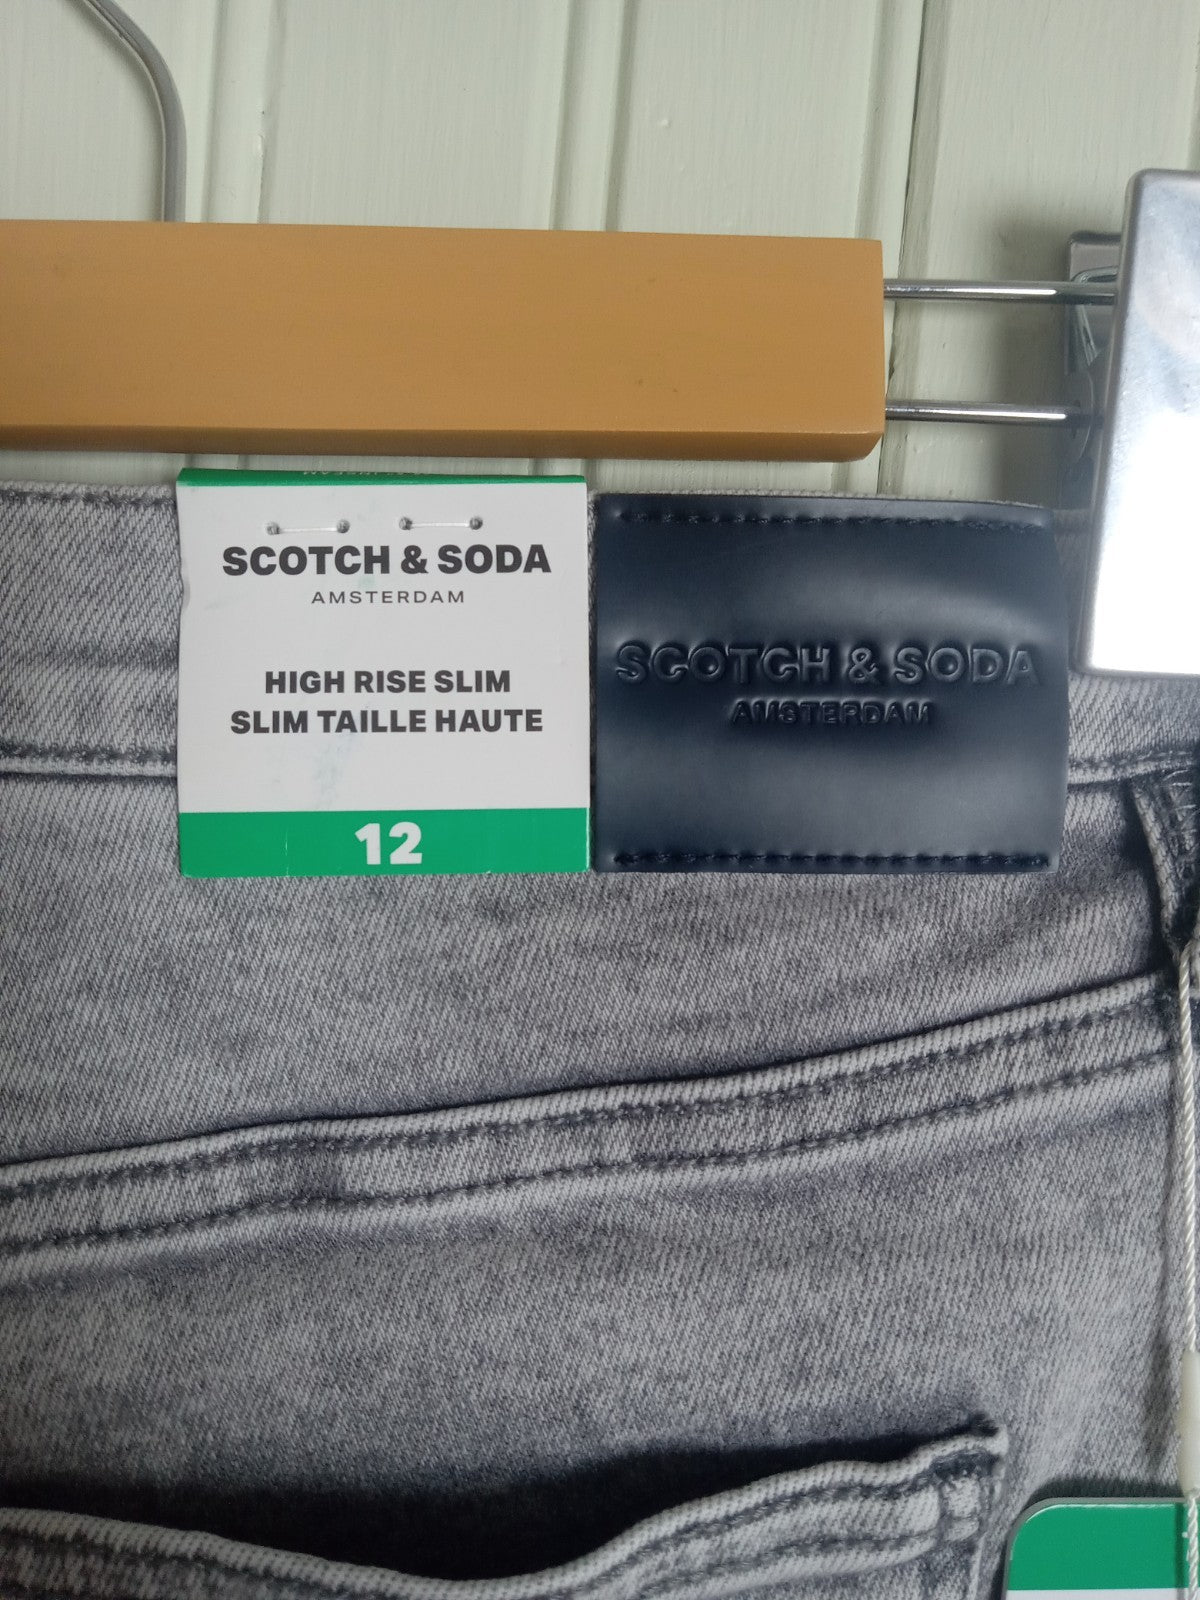 SCOTCH & SODA
AMSTERDAM
HIGH RISE SLIM
SLIM TAILLE HAUTE
12
SCOTCH & SODA
AMSTERDAM